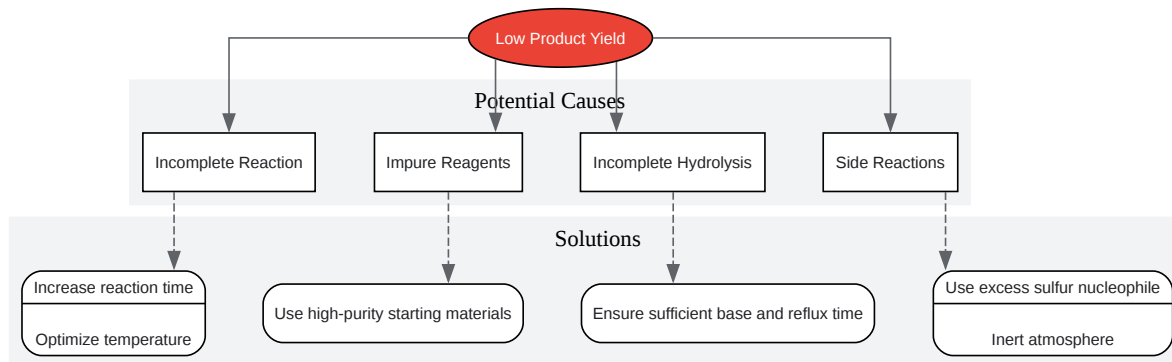 Low Product Yield
Potential Causes
Incomplete Reaction
Impure Reagents
Incomplete Hydrolysis
Side Reactions
Solutions
Increase reaction time
Optimize temperature
Use high-purity starting materials
Ensure sufficient base and reflux time
Use excess sulfur nucleophile
Inert atmosphere